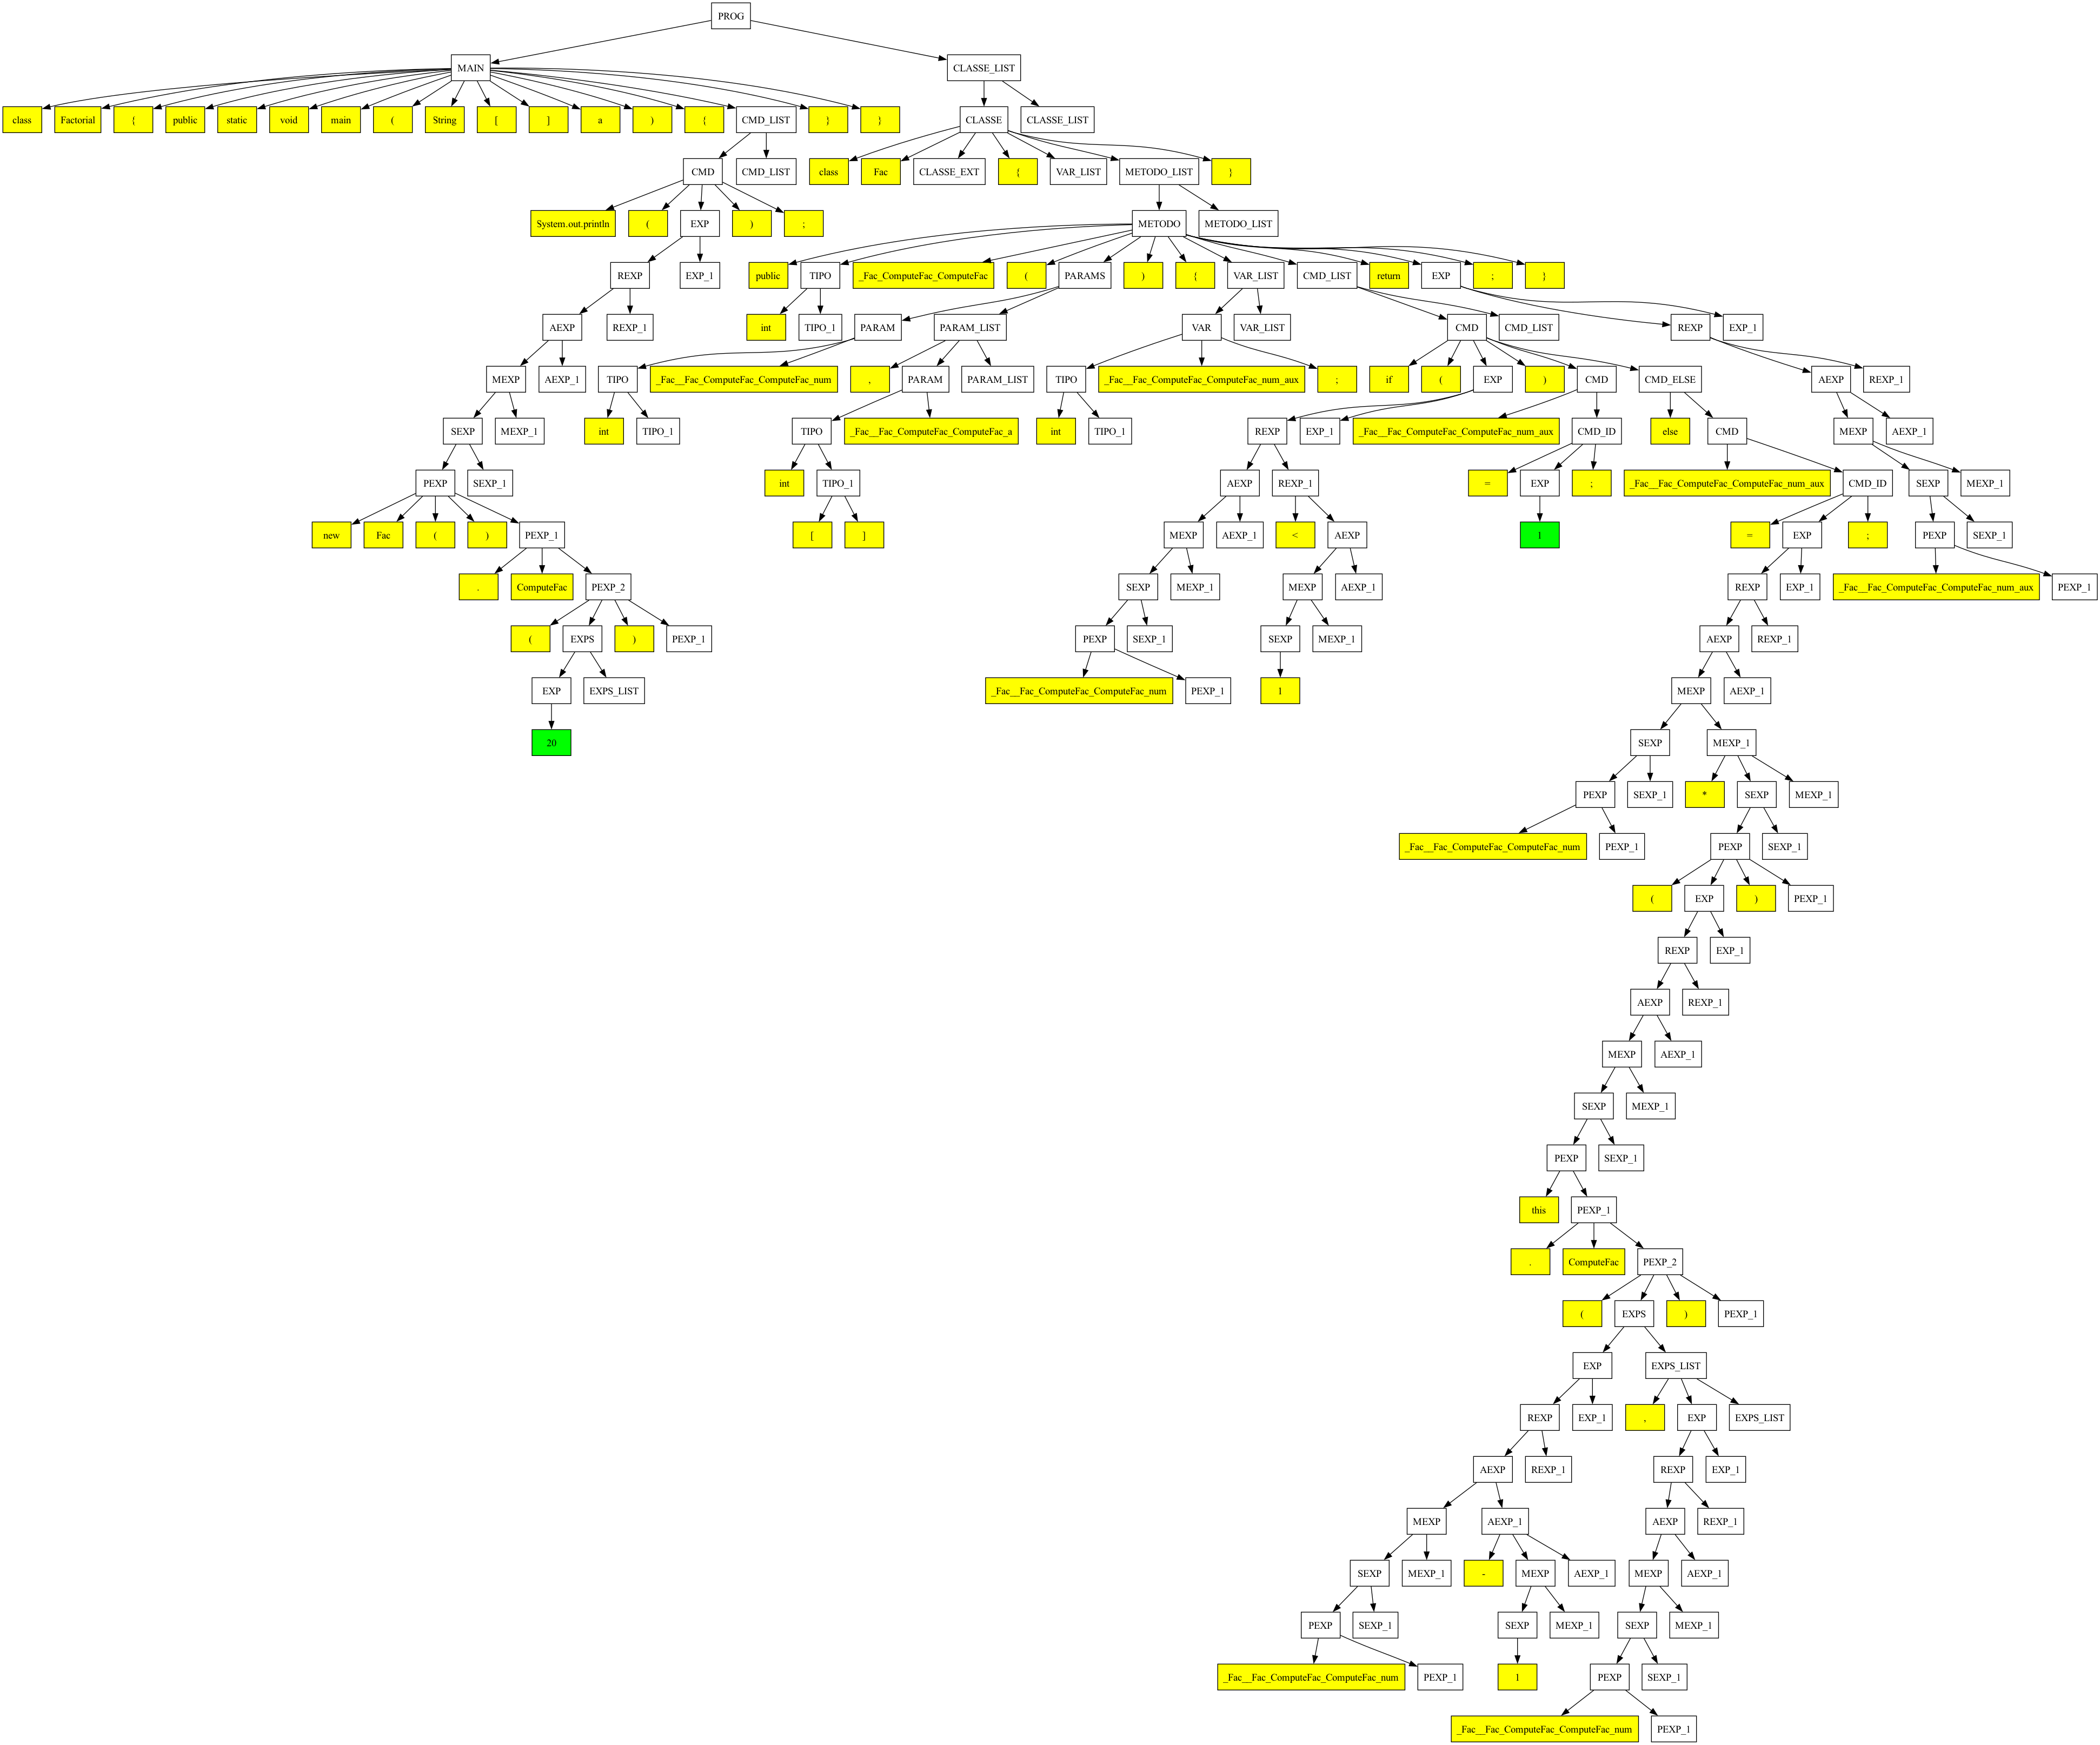 PROG
MAIN CLASSE_LIST
class Factorial { public static void main ( String [ ] a ) { CMD_LIST } } CLASSE CLASSE_LIST
CMD CMD_LIST class Fac CLASSE_EXT { VAR_LIST METODO_LIST }
System.out.println ( EXP ) ; METODO METODO_LIST
REXP EXP_1 public TIPO _Fac_ComputeFac_ComputeFac ( PARAMS ) { VAR_LIST CMD_LIST return EXP ; }
AEXP REXP_1 int TIPO_1 PARAM PARAM_LIST VAR VAR_LIST CMD CMD_LIST REXP EXP_1
MEXP AEXP_1 TIPO _Fac__Fac_ComputeFac_ComputeFac_num , PARAM PARAM_LIST TIPO _Fac__Fac_ComputeFac_ComputeFac_num_aux ; if ( EXP ) CMD CMD_ELSE AEXP REXP_1
SEXP MEXP_1 int TIPO_1 TIPO _Fac__Fac_ComputeFac_ComputeFac_a int TIPO_1 REXP EXP_1 _Fac__Fac_ComputeFac_ComputeFac_num_aux CMD_ID else CMD MEXP AEXP_1
PEXP SEXP_1 int TIPO_1 AEXP REXP_1 = EXP ; _Fac__Fac_ComputeFac_ComputeFac_num_aux CMD_ID SEXP MEXP_1
new Fac ( ) PEXP_1 [ ] MEXP AEXP_1 < AEXP 1 = EXP ; PEXP SEXP_1
. ComputeFac PEXP_2 SEXP MEXP_1 MEXP AEXP_1 REXP EXP_1 _Fac__Fac_ComputeFac_ComputeFac_num_aux PEXP_1
( EXPS ) PEXP_1 PEXP SEXP_1 SEXP MEXP_1 AEXP REXP_1
EXP EXPS_LIST _Fac__Fac_ComputeFac_ComputeFac_num PEXP_1 1 MEXP AEXP_1
20 SEXP MEXP_1
PEXP SEXP_1 * SEXP MEXP_1
_Fac__Fac_ComputeFac_ComputeFac_num PEXP_1 PEXP SEXP_1
( EXP ) PEXP_1
REXP EXP_1
AEXP REXP_1
MEXP AEXP_1
SEXP MEXP_1
PEXP SEXP_1
this PEXP_1
. ComputeFac PEXP_2
( EXPS ) PEXP_1
EXP EXPS_LIST
REXP EXP_1 , EXP EXPS_LIST
AEXP REXP_1 REXP EXP_1
MEXP AEXP_1 AEXP REXP_1
SEXP MEXP_1 - MEXP AEXP_1 MEXP AEXP_1
PEXP SEXP_1 SEXP MEXP_1 SEXP MEXP_1
_Fac__Fac_ComputeFac_ComputeFac_num PEXP_1 1 PEXP SEXP_1
_Fac__Fac_ComputeFac_ComputeFac_num PEXP_1